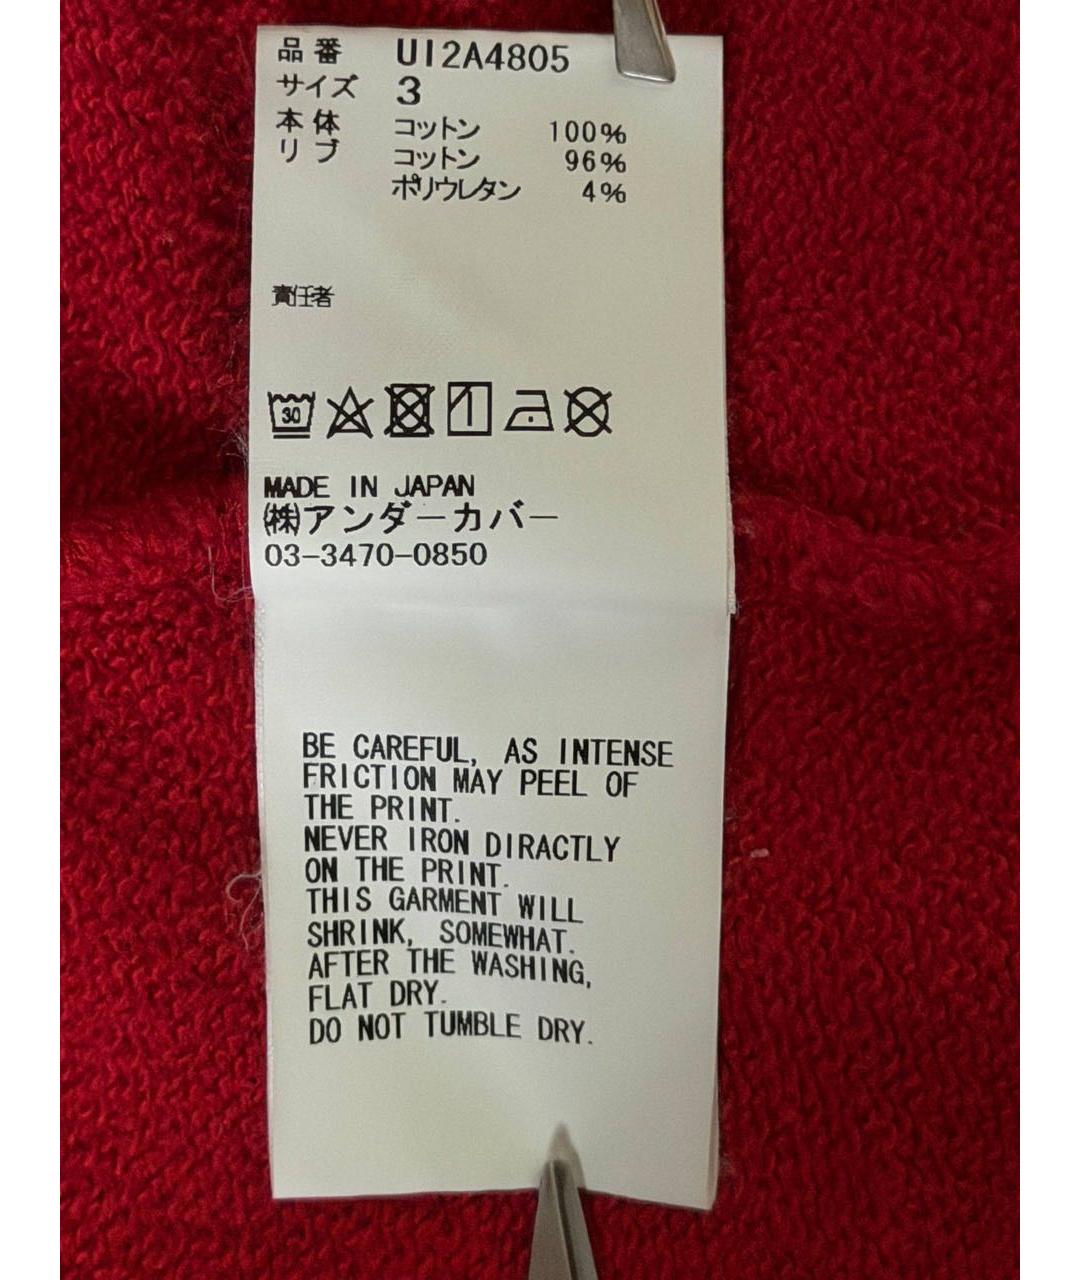 品番 UI2A4805
サイズ 3
本体 コットン 100%
リブ コットン 96%
ポリウレタン 4%
責任者
30
MADE IN JAPAN
㈱アンダーカバー
03-3470-0850
BE CAREFUL, AS INTENSE
FRICTION MAY PEEL OF
THE PRINT.
NEVER IRON DIRACTLY
ON THE PRINT.
THIS GARMENT WILL
SHRINK, SOMEWHAT.
AFTER THE WASHING,
FLAT DRY.
DO NOT TUMBLE DRY.